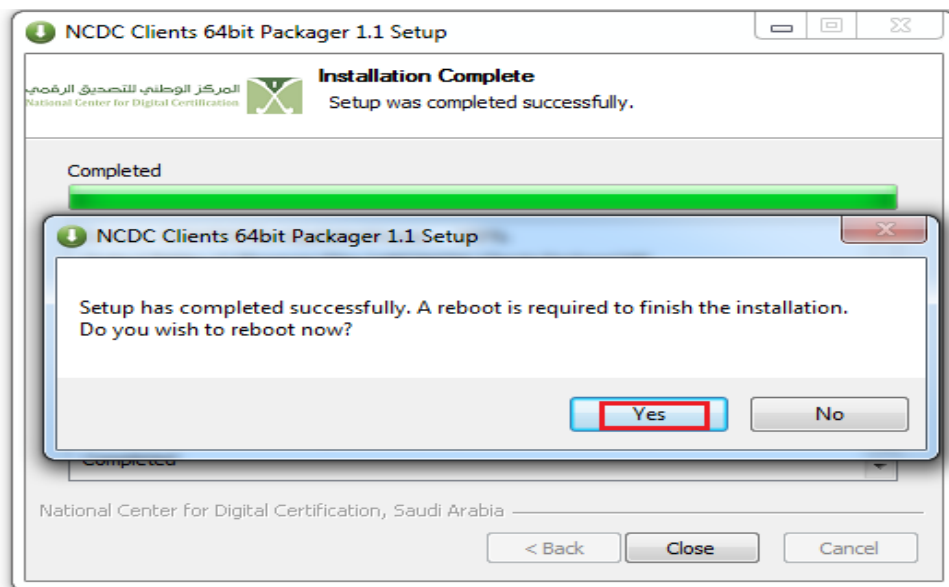 NCDC Clients 64bit Packager 1.1 Setup
المركز الوطني للتصديق الرقمي
National Center for Digital Certification
Installation Complete
Setup was completed successfully.
Completed
NCDC Clients 64bit Packager 1.1 Setup
Setup has completed successfully. A reboot is required to finish the installation.
Do you wish to reboot now?
Yes
No
Completed
National Center for Digital Certification, Saudi Arabia
< Back
Close
Cancel